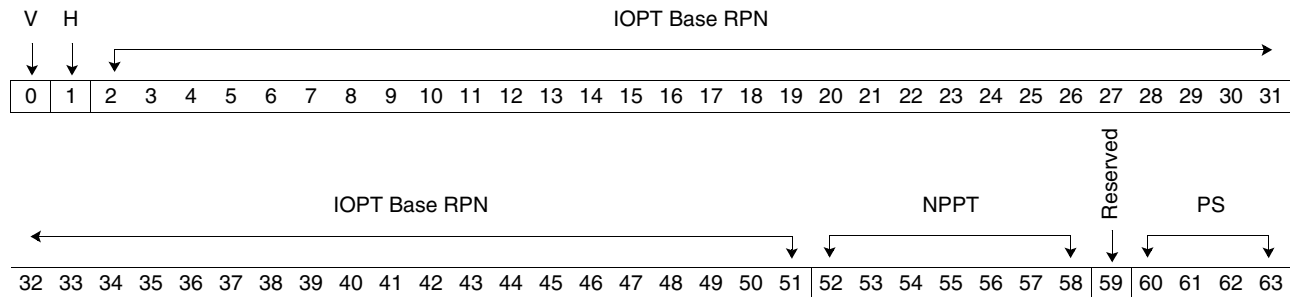 V H IOPT Base RPN
0 1 2 3 4 5 6 7 8 9 10 11 12 13 14 15 16 17 18 19 20 21 22 23 24 25 26 27 28 29 30 31
IOPT Base RPN NPPT Reserved PS
32 33 34 35 36 37 38 39 40 41 42 43 44 45 46 47 48 49 50 51 52 53 54 55 56 57 58 59 60 61 62 63